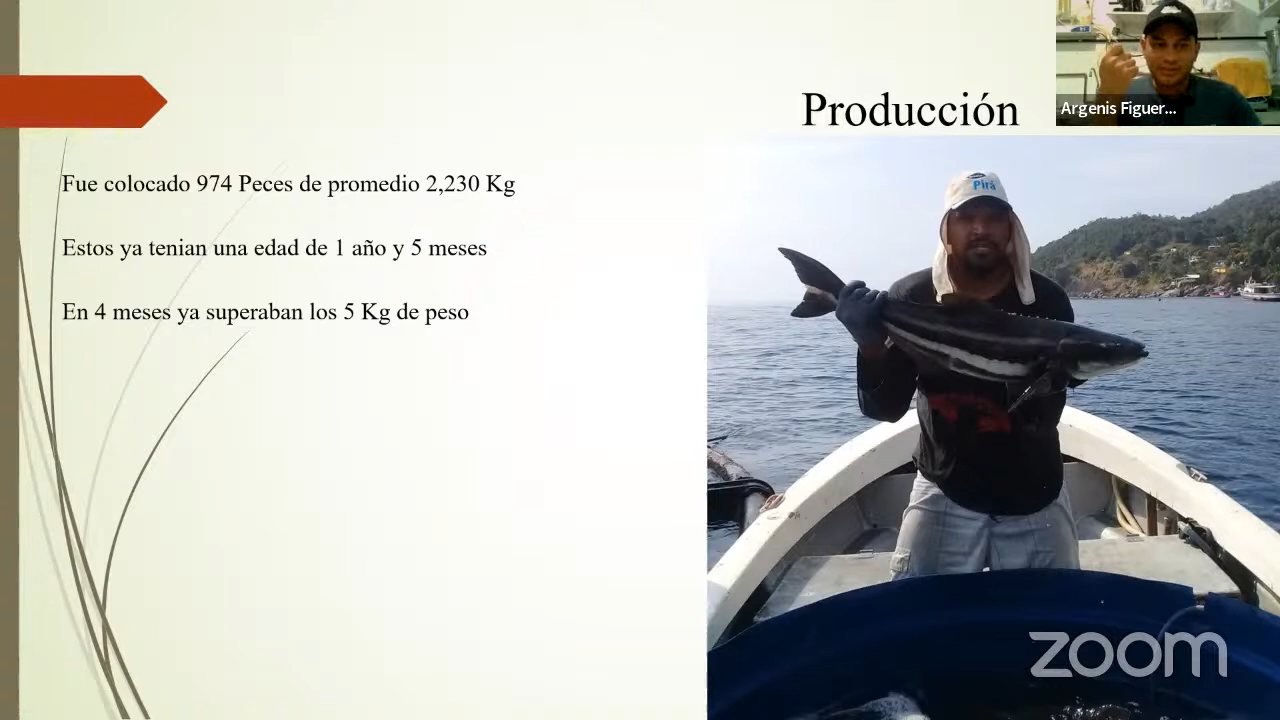 Producción
Argenis Figuer...
Fue colocado 974 Peces de promedio 2,230 Kg
Estos ya tenian una edad de 1 año y 5 meses
En 4 meses ya superaban los 5 Kg de peso
Pirá
zoom